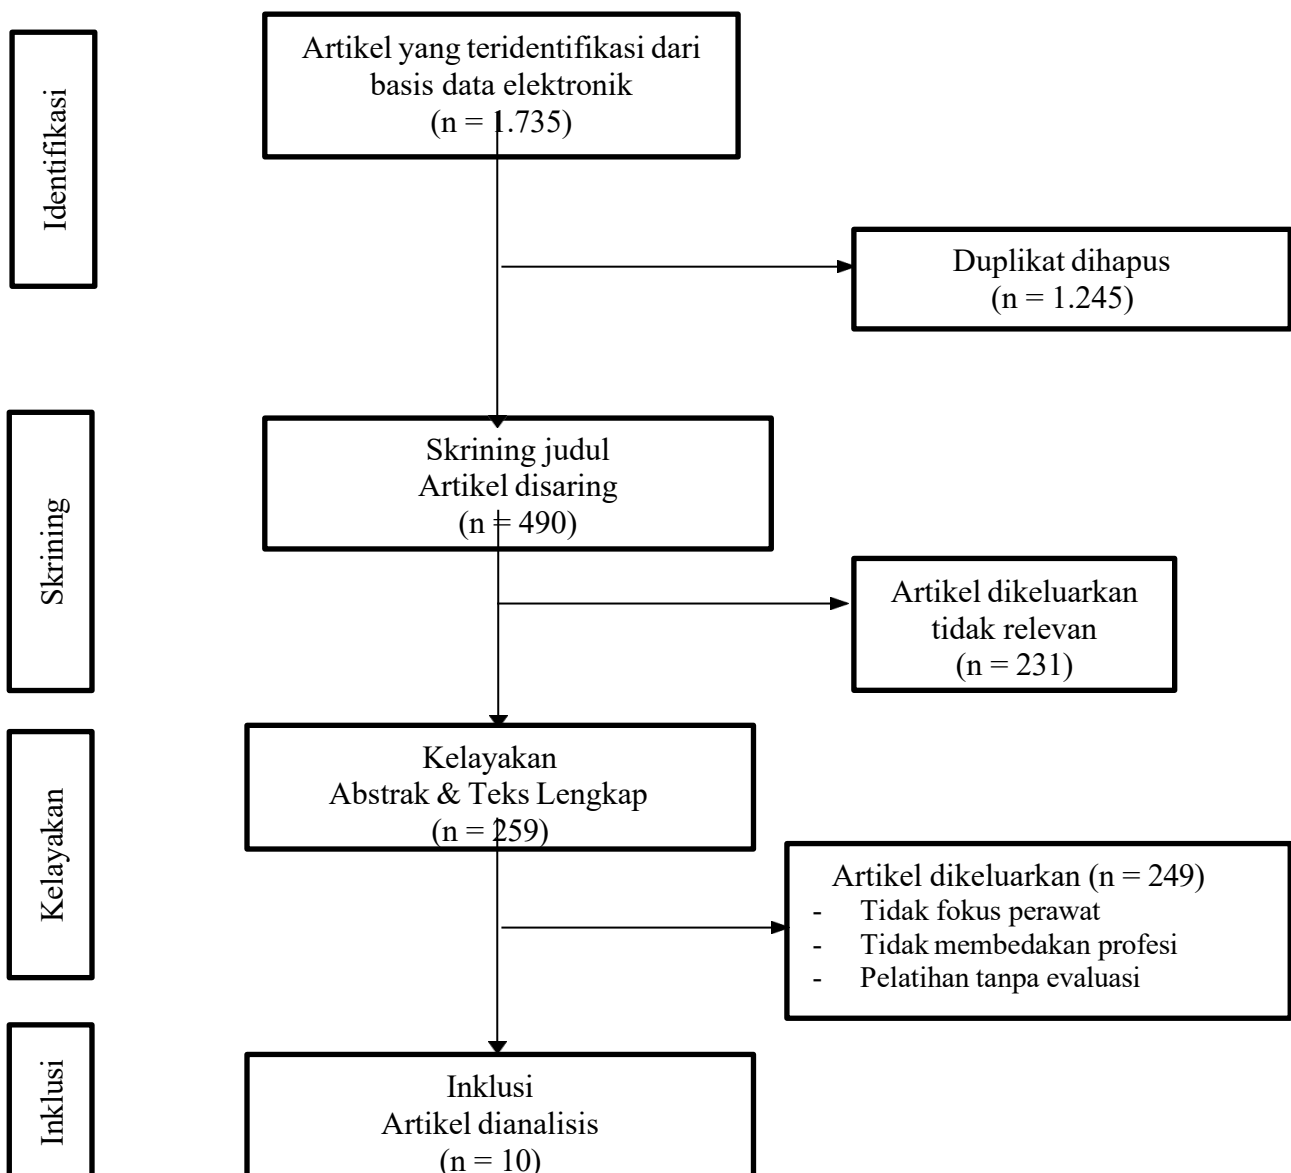 Identifikasi
Artikel yang teridentifikasi dari
basis data elektronik
(n = 1.735)
Duplikat dihapus
(n = 1.245)
Skrining
Skrining judul
Artikel disaring
(n = 490)
Artikel dikeluarkan
tidak relevan
(n = 231)
Kelayakan
Kelayakan
Abstrak & Teks Lengkap
(n = 259)
Artikel dikeluarkan (n = 249)
- Tidak fokus perawat
- Tidak membedakan profesi
- Pelatihan tanpa evaluasi
Inklusi
Inklusi
Artikel dianalisis
(n = 10)